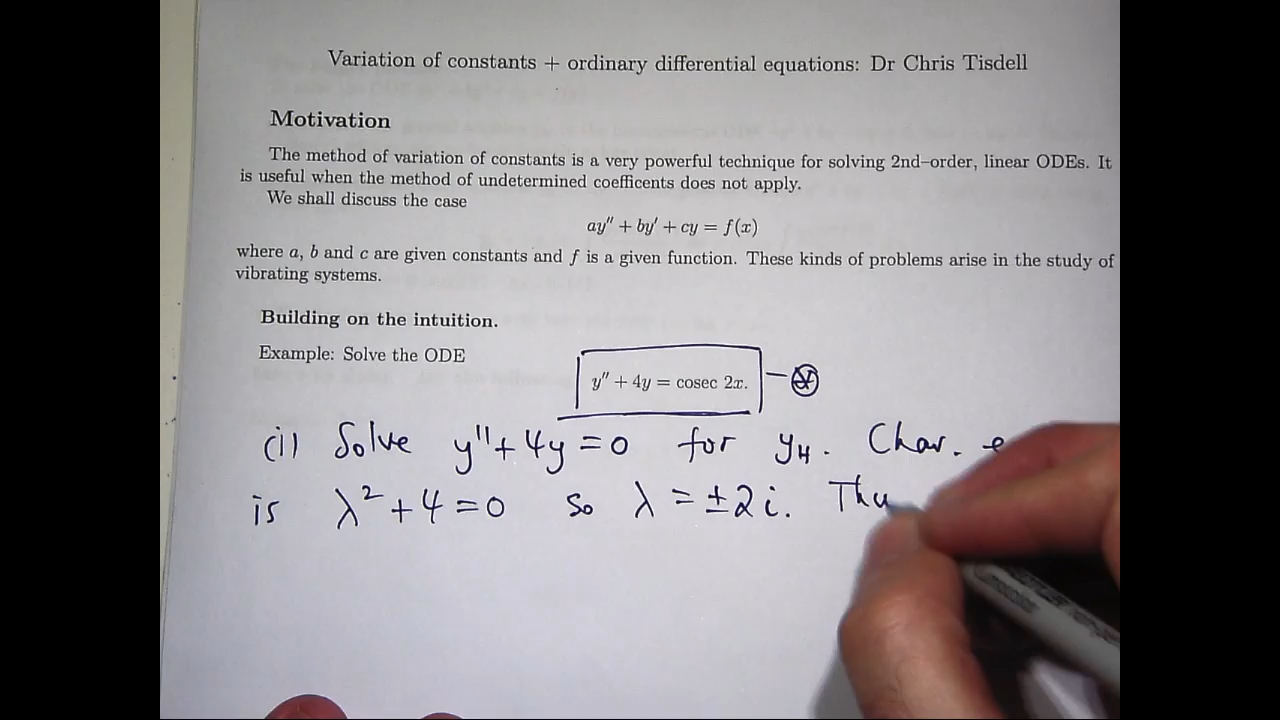 Variation of constants + ordinary differential equations: Dr Chris Tisdell
Motivation
The method of variation of constants is a very powerful technique for solving 2nd–order, linear ODEs. It
is useful when the method of undetermined coefficents does not apply.
We shall discuss the case
ay″ + by′ + cy = f(x)
where a, b and c are given constants and f is a given function. These kinds of problems arise in the study of
vibrating systems.
Building on the intuition.
Example: Solve the ODE
y″ + 4y = cosec 2x.
(i) Solve y″ + 4y = 0 for yH. Char.
is λ² + 4 = 0 so λ = ±2i. Thu